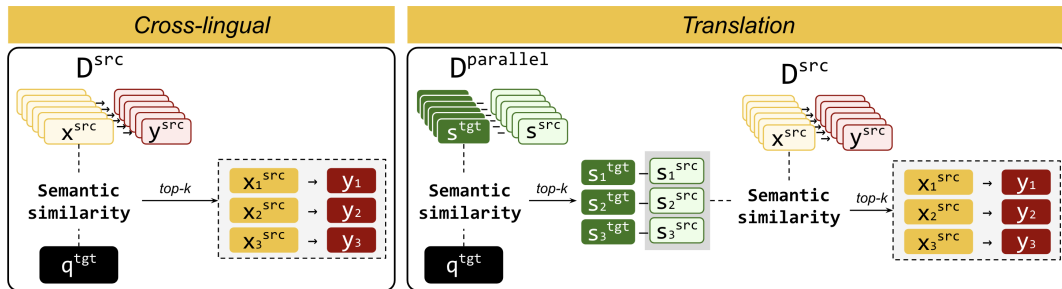 Cross-lingual
D^src
x^src
y^src
Semantic
similarity
top-k
x₁^src → y₁
x₂^src → y₂
x₃^src → y₃
q^tgt
Translation
D^parallel
s^tgt
s^src
Semantic
similarity
top-k
s₁^tgt s₁^src
s₂^tgt s₂^src
s₃^tgt s₃^src
q^tgt
D^src
x^src
y^src
Semantic
similarity
top-k
x₁^src → y₁
x₂^src → y₂
x₃^src → y₃